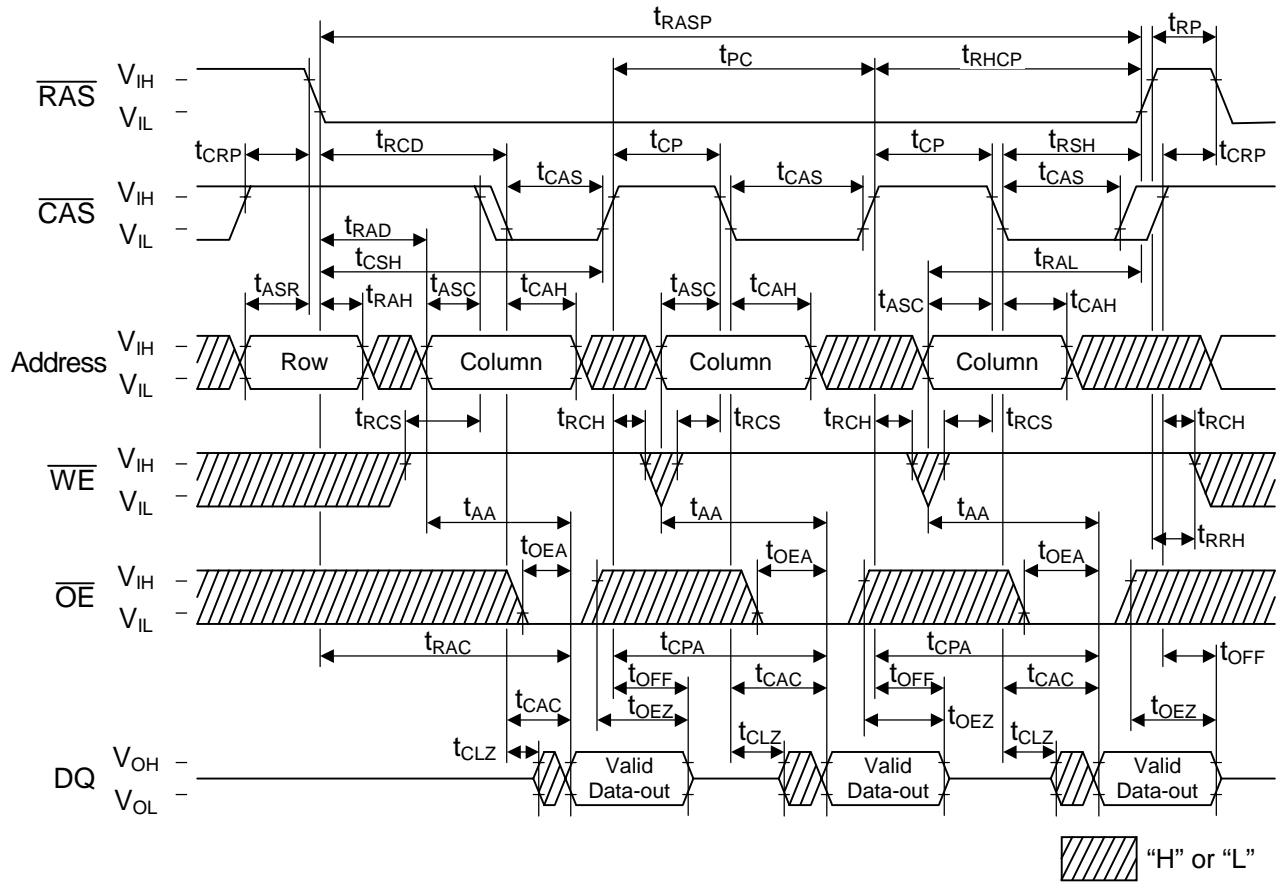 tRASP
tRP
tPC
tRHCP
RAS
VIH
VIL
tCRP
tRCD
tCP
tCP
tRSH
tCRP
tCAS
tCAS
tCAS
CAS
VIH
VIL
tRAD
tCSH
tRAL
tASR
tRAH
tASC
tCAH
tASC
tCAH
tASC
tCAH
Address
VIH
VIL
Row
Column
Column
Column
tRCS
tRCH
tRCS
tRCH
tRCS
tRCH
WE
VIH
VIL
tAA
tAA
tAA
tRRH
tOEA
tOEA
tOEA
OE
VIH
VIL
tRAC
tCPA
tCPA
tOFF
tCAC
tOFF
tCAC
tOFF
tCAC
tOEZ
tOEZ
tOEZ
tCLZ
tCLZ
tCLZ
DQ
VOH
VOL
Valid
Data-out
Valid
Data-out
Valid
Data-out
“H” or “L”